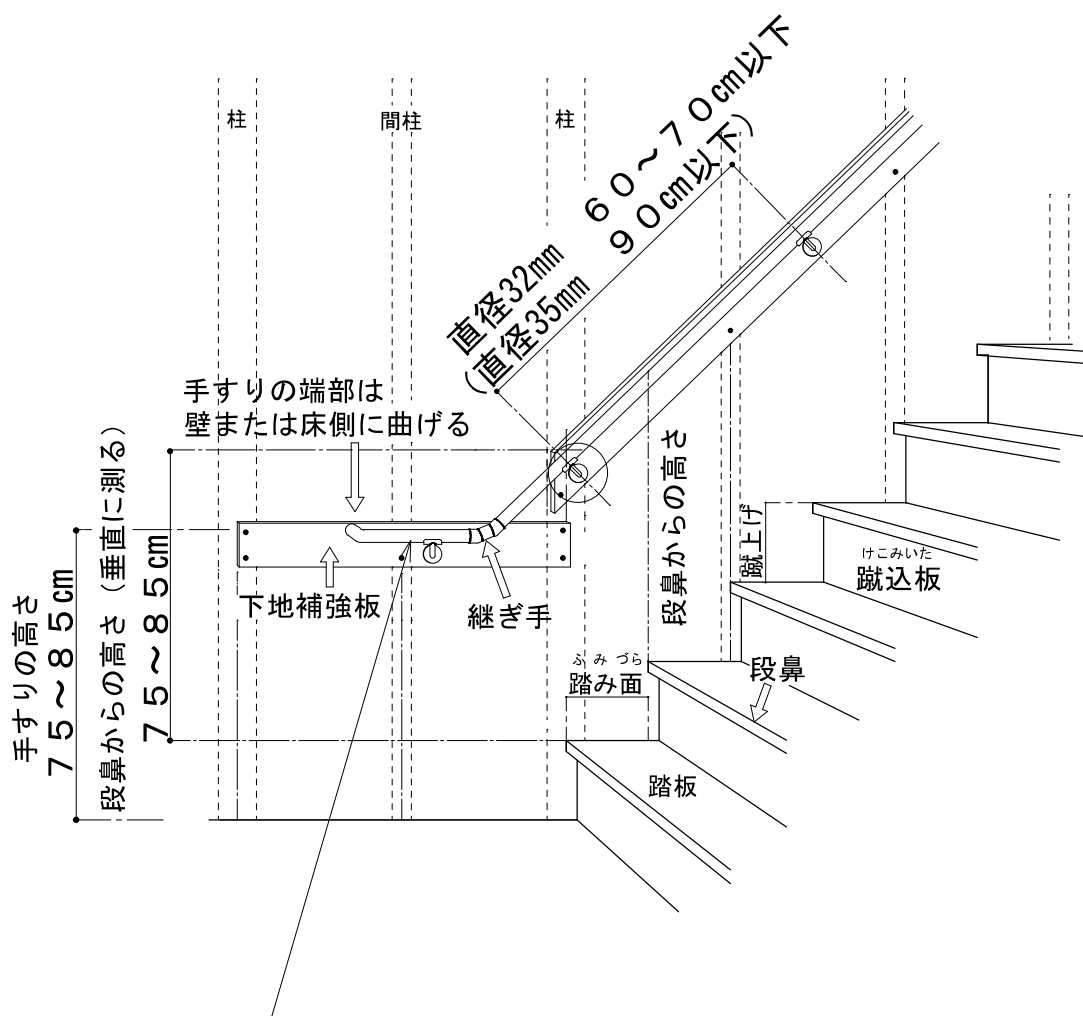 柱
間柱
柱
直径32mm ６０～７０㎝以下
（直径35mm ９０㎝以下）
手すりの端部は
壁または床側に曲げる
手すりの高さ
７５～８５㎝
段鼻からの高さ（垂直に測る）
７５～８５㎝
下地補強板
継ぎ手
段鼻からの高さ
蹴上げ
けこみいた
蹴込板
ふ み づら
踏み面
段鼻
踏板